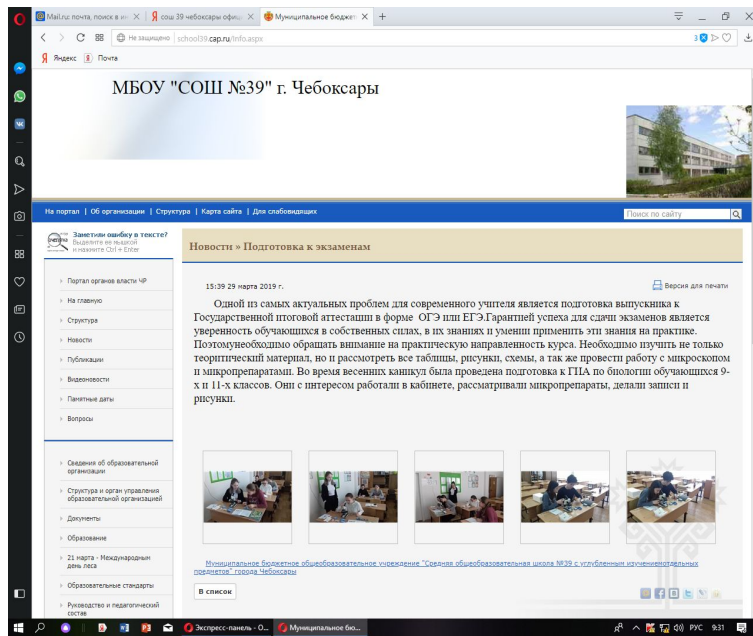 Mail.ru: почта, поиск в ин
сош 39 чебоксары офиц
Муниципальное бюджет
Не защищено school39.cap.ru/Info.aspx
3
Яндекс Почта
МБОУ "СОШ №39" г. Чебоксары
На портал | Об организации | Структура | Карта сайта | Для слабовидящих
Поиск по сайту
Заметили ошибку в тексте?
Выделите ее мышкой
и нажмите Ctrl + Enter
Новости » Подготовка к экзаменам
15:39 29 марта 2019 г.
Версия для печати
Одной из самых актуальных проблем для современного учителя является подготовка выпускника к
Государственной итоговой аттестации в форме ОГЭ или ЕГЭ.Гарантией успеха для сдачи экзаменов является
уверенность обучающихся в собственных силах, в их знаниях и умении применить эти знания на практике.
Поэтомунеобходимо обращать внимание на практическую направленность курса. Необходимо изучить не только
теоритический материал, но и рассмотреть все таблицы, рисунки, схемы, а так же провести работу с микроскопом
и микропрепаратами. Во время весенних каникул была проведена подготовка к ГИА по биологии обучающихся 9-
х и 11-х классов. Они с интересом работали в кабинете, рассматривали микропрепараты, делали записи и
рисунки.
Портал органов власти ЧР
На главную
Структура
Новости
Публикации
Видеоновости
Памятные даты
Вопросы
Сведения об образовательной
организации
Структура и орган управления
образовательной организацией
Документы
Образование
21 марта - Международным
день леса
Образовательные стандарты
Руководство и педагогический
состав
Муниципальное бюджетное общеобразовательное учреждение "Средняя общеобразовательная школа №39 с углубленным изучениемотдельных
предметов" города Чебоксары
В список
Экспресс-панель - O...
Муниципальное бю...
РУС 9:31